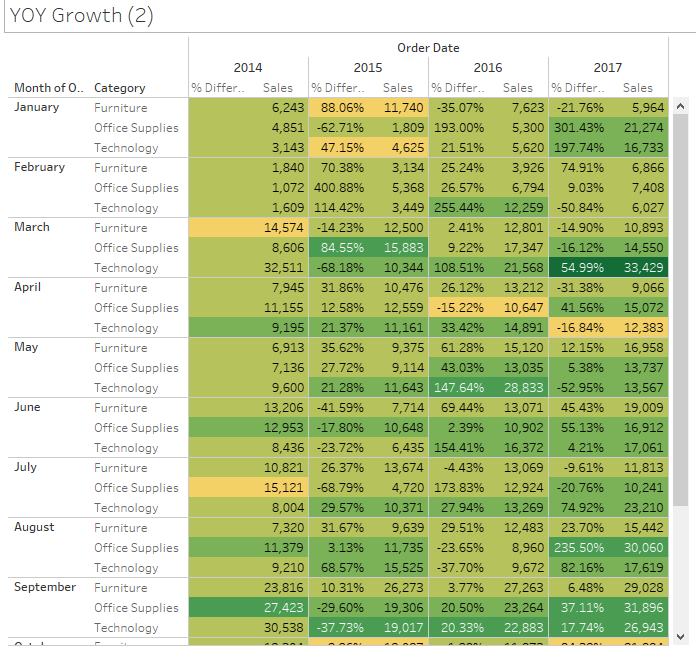 YOY Growth (2)
Order Date
2014 2015 2016 2017
Month of O.. Category % Differ.. Sales % Differ.. Sales % Differ.. Sales % Differ.. Sales
January Furniture 6,243 88.06% 11,740 -35.07% 7,623 -21.76% 5,964
Office Supplies 4,851 -62.71% 1,809 193.00% 5,300 301.43% 21,274
Technology 3,143 47.15% 4,625 21.51% 5,620 197.74% 16,733
February Furniture 1,840 70.38% 3,134 25.24% 3,926 74.91% 6,866
Office Supplies 1,072 400.88% 5,368 26.57% 6,794 9.03% 7,408
Technology 1,609 114.42% 3,449 255.44% 12,259 -50.84% 6,027
March Furniture 14,574 -14.23% 12,500 2.41% 12,801 -14.90% 10,893
Office Supplies 8,606 84.55% 15,883 9.22% 17,347 -16.12% 14,550
Technology 32,511 -68.18% 10,344 108.51% 21,568 54.99% 33,429
April Furniture 7,945 31.86% 10,476 26.12% 13,212 -31.38% 9,066
Office Supplies 11,155 12.58% 12,559 -15.22% 10,647 41.56% 15,072
Technology 9,195 21.37% 11,161 33.42% 14,891 -16.84% 12,383
May Furniture 6,913 35.62% 9,375 61.28% 15,120 12.15% 16,958
Office Supplies 7,136 27.72% 9,114 43.03% 13,035 5.38% 13,737
Technology 9,600 21.28% 11,643 147.64% 28,833 -52.95% 13,567
June Furniture 13,206 -41.59% 7,714 69.44% 13,071 45.43% 19,009
Office Supplies 12,953 -17.80% 10,648 2.39% 10,902 55.13% 16,912
Technology 8,436 -23.72% 6,435 154.41% 16,372 4.21% 17,061
July Furniture 10,821 26.37% 13,674 -4.43% 13,069 -9.61% 11,813
Office Supplies 15,121 -68.79% 4,720 173.83% 12,924 -20.76% 10,241
Technology 8,004 29.57% 10,371 27.94% 13,269 74.92% 23,210
August Furniture 7,320 31.67% 9,639 29.51% 12,483 23.70% 15,442
Office Supplies 11,379 3.13% 11,735 -23.65% 8,960 235.50% 30,060
Technology 9,210 68.57% 15,525 -37.70% 9,672 82.16% 17,619
September Furniture 23,816 10.31% 26,273 3.77% 27,263 6.48% 29,028
Office Supplies 27,423 -29.60% 19,306 20.50% 23,264 37.11% 31,896
Technology 30,538 -37.73% 19,017 20.33% 22,883 17.74% 26,943